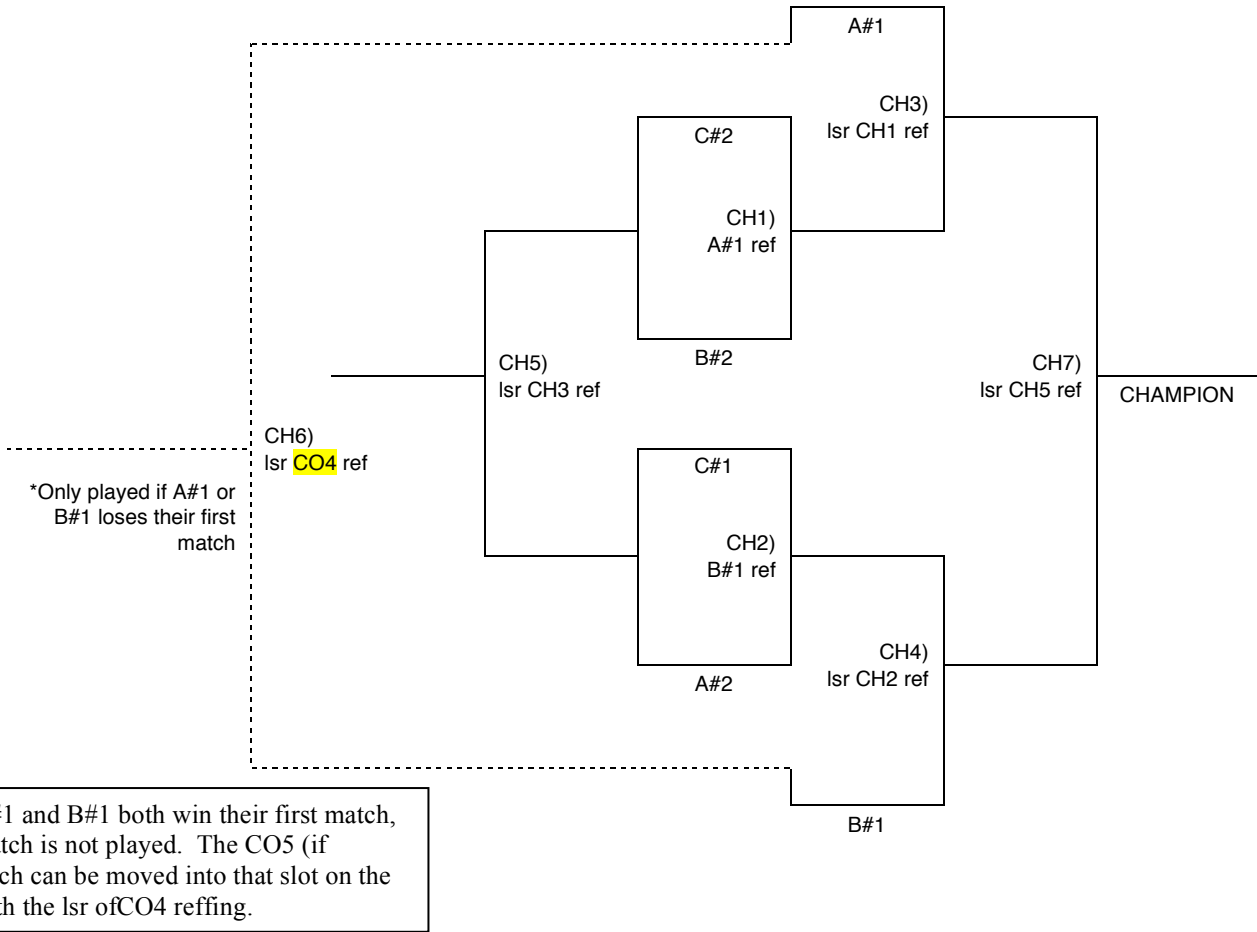 A#1
CH3)
lsr CH1 ref
C#2
CH1)
A#1 ref
B#2
CH5)
lsr CH3 ref
CH7)
lsr CH5 ref
CHAMPION
CH6)
lsr CO4 ref
*Only played if A#1 or
B#1 loses their first
match
C#1
CH2)
B#1 ref
A#2
CH4)
lsr CH2 ref
B#1
#1 and B#1 both win their first match,
match is not played. The CO5 (if
can be moved into that slot on the
the lsr ofCO4 reffing.